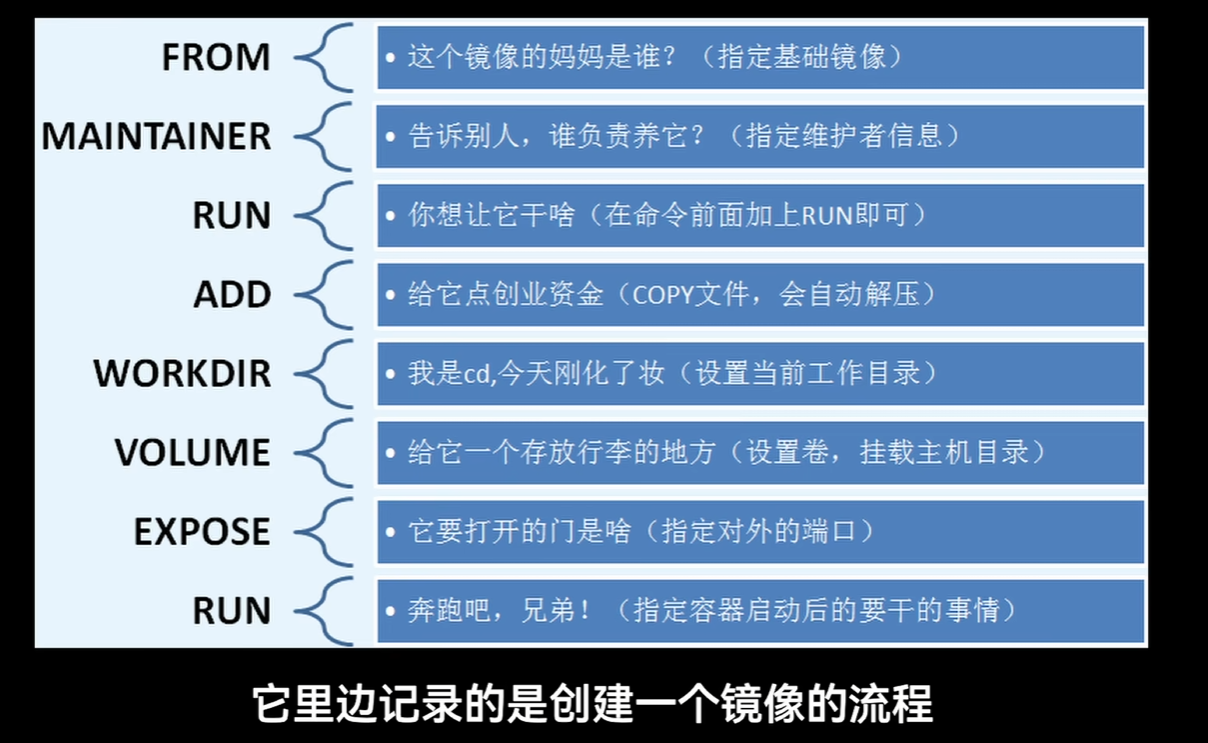 FROM
• 这个镜像的妈妈是谁？（指定基础镜像）
MAINTAINER
• 告诉别人，谁负责养它？（指定维护者信息）
RUN
• 你想让它干啥（在命令前面加上RUN即可）
ADD
• 给它点创业资金（COPY文件，会自动解压）
WORKDIR
• 我是cd,今天刚化了妆（设置当前工作目录）
VOLUME
• 给它一个存放行李的地方（设置卷，挂载主机目录）
EXPOSE
• 它要打开的门是啥（指定对外的端口）
RUN
• 奔跑吧，兄弟！（指定容器启动后的要干的事情）
它里边记录的是创建一个镜像的流程